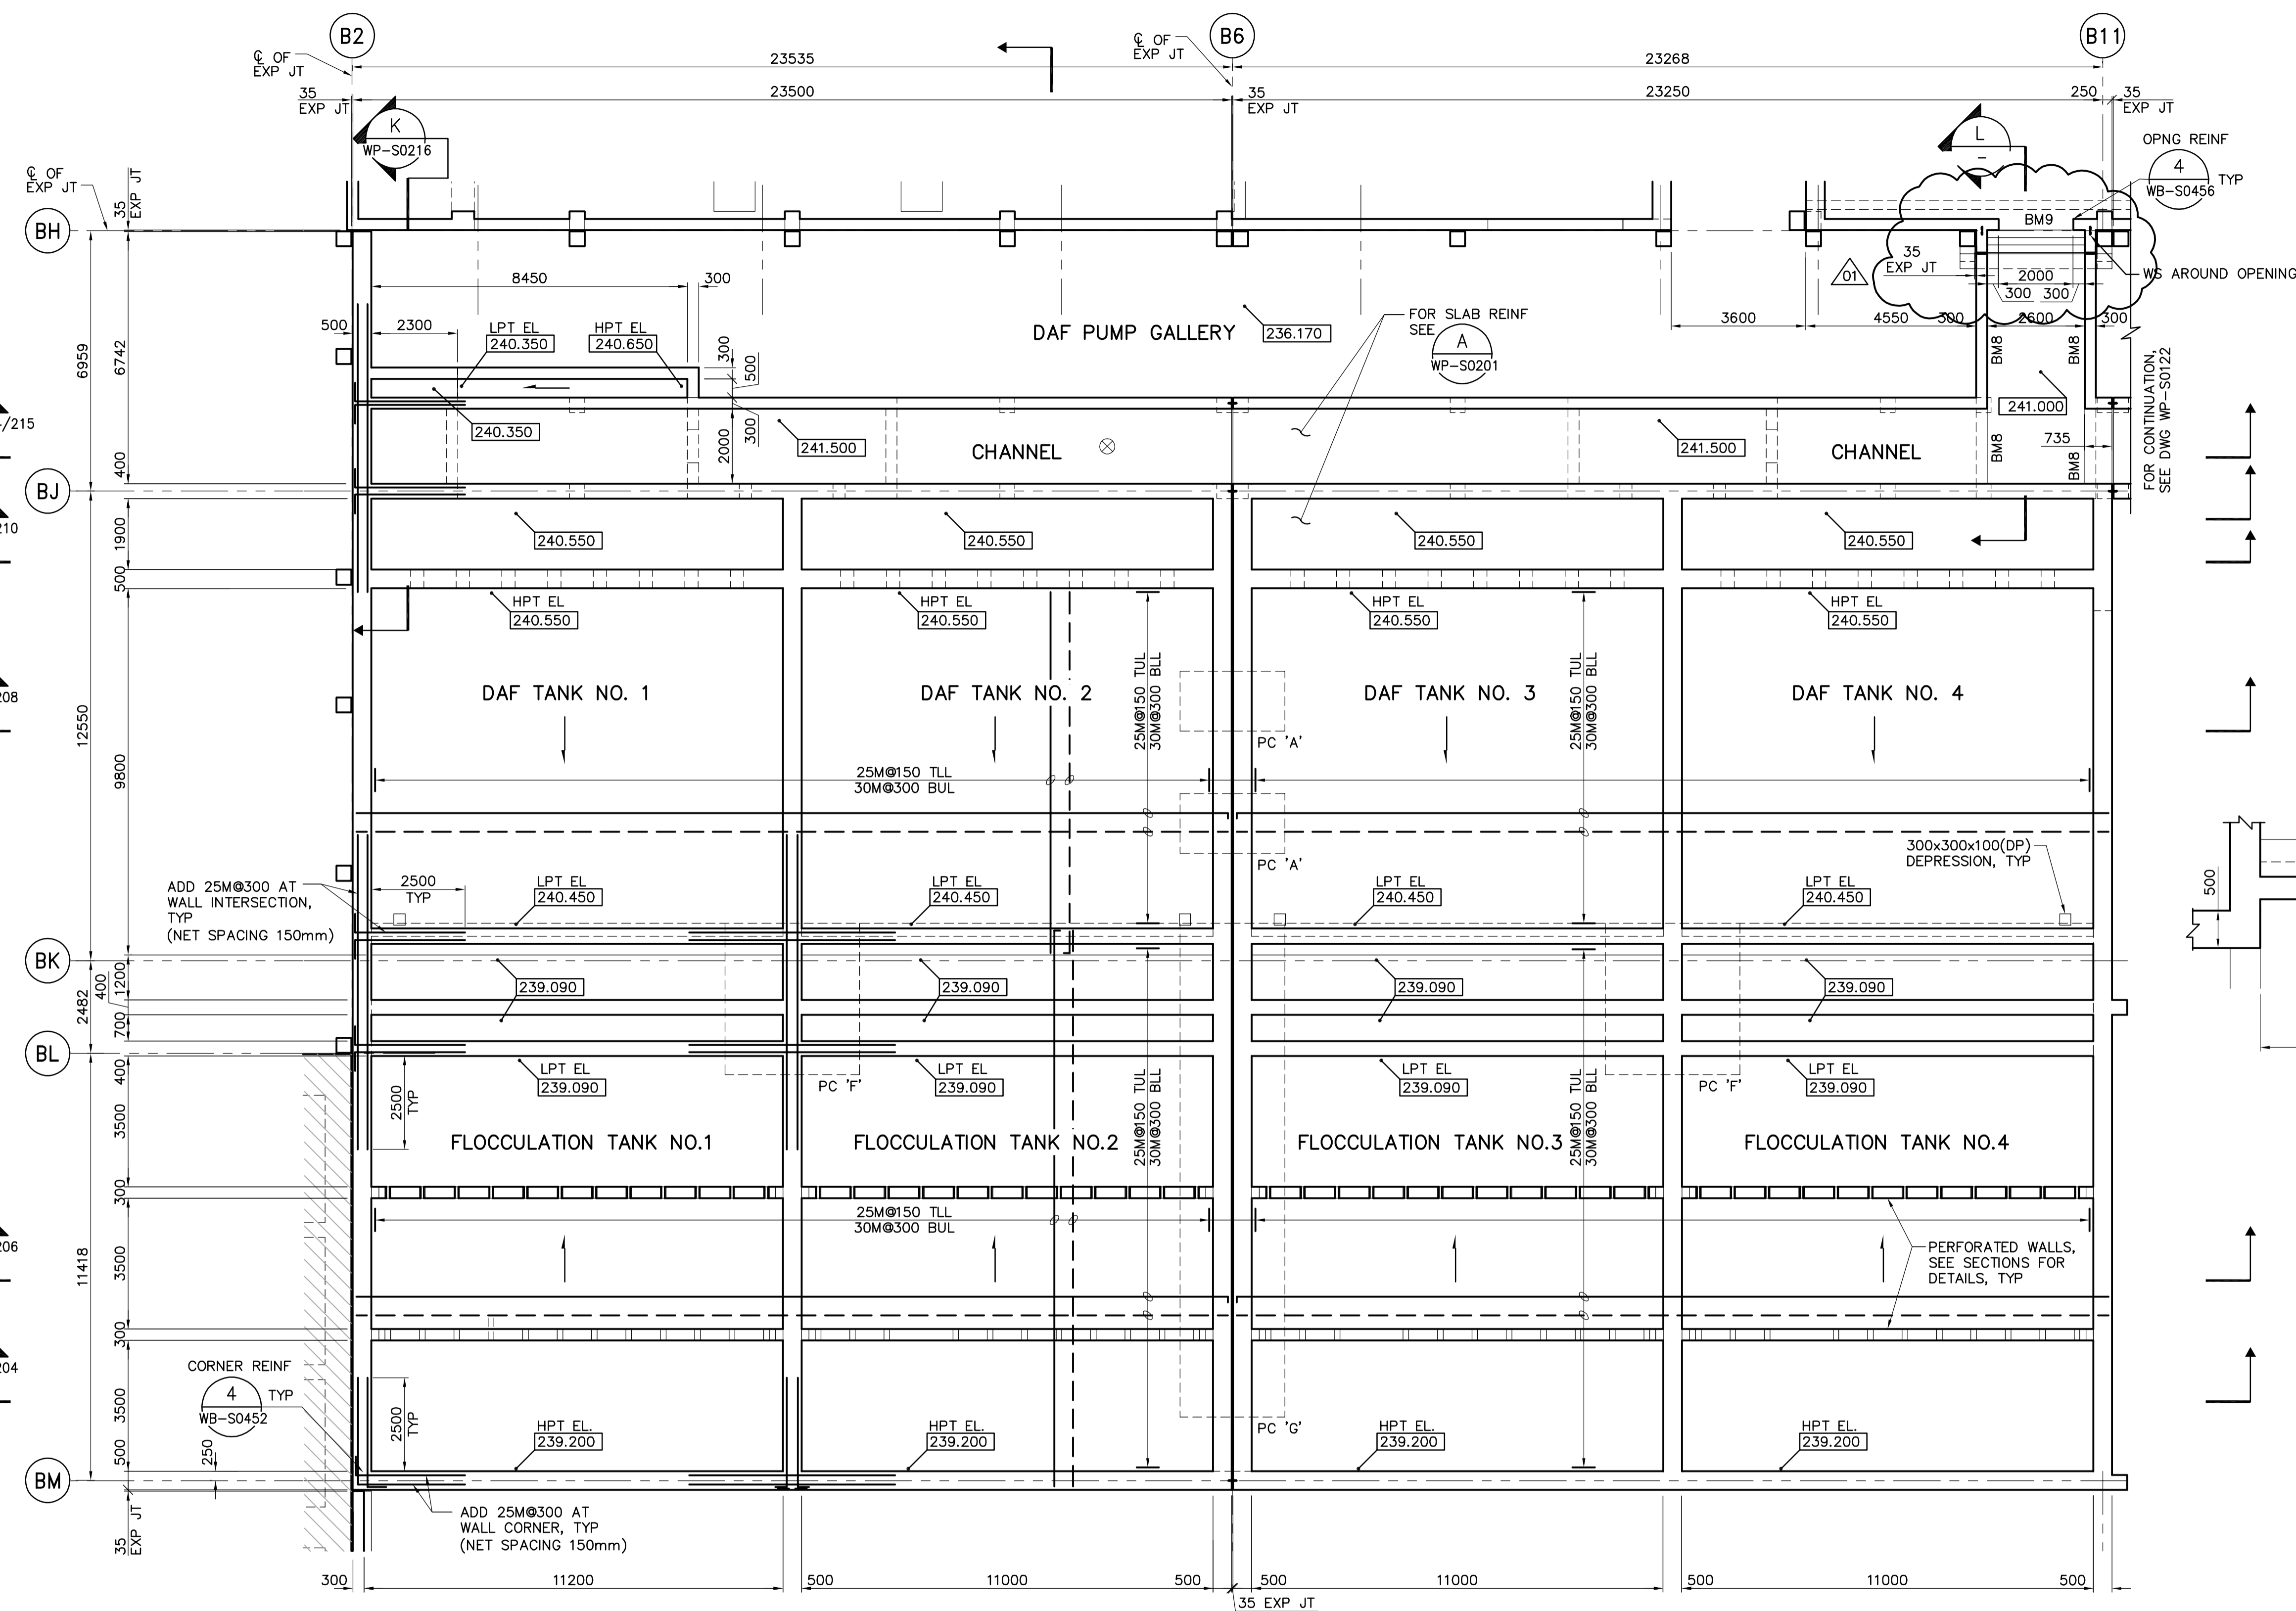 B2
B6
B11
℄ OF
EXP JT
23535
℄ OF
EXP JT
23268
35
EXP JT
23500
35
EXP JT
23250
250
35
EXP JT
K
WP-S0216
L
-
OPNG REINF
4
WB-S0456
TYP
℄ OF
EXP JT
35
EXP JT
BH
BM9
01
35
EXP JT
2000
300
300
WS AROUND OPENING
8450
300
500
2300
LPT EL
240.350
HPT EL
240.650
DAF PUMP GALLERY
236.170
FOR SLAB REINF
SEE
A
WP-S0201
3600
4550
300
2600
300
BM8
BM8
300
500
6959
6742
240.350
241.500
CHANNEL
2000
300
241.500
CHANNEL
241.000
735
BM8
BM8
FOR CONTINUATION,
SEE DWG WP-S0122
/215
400
BJ
210
1900
240.550
240.550
240.550
240.550
500
HPT EL
240.550
HPT EL
240.550
HPT EL
240.550
HPT EL
240.550
208
DAF TANK NO. 1
DAF TANK NO. 2
DAF TANK NO. 3
DAF TANK NO. 4
25M@150 TUL
30M@300 BLL
25M@150 TUL
30M@300 BLL
PC 'A'
12550
9800
25M@150 TLL
30M@300 BUL
PC 'A'
300x300x100(DP)
DEPRESSION, TYP
500
ADD 25M@300 AT
WALL INTERSECTION,
TYP
(NET SPACING 150mm)
2500
TYP
LPT EL
240.450
LPT EL
240.450
LPT EL
240.450
LPT EL
240.450
BK
2482
400
1200
700
239.090
239.090
239.090
239.090
BL
400
LPT EL
239.090
LPT EL
239.090
LPT EL
239.090
LPT EL
239.090
PC 'F'
PC 'F'
2500
TYP
3500
25M@150 TUL
30M@300 BLL
25M@150 TUL
30M@300 BLL
FLOCCULATION TANK NO.1
FLOCCULATION TANK NO.2
FLOCCULATION TANK NO.3
FLOCCULATION TANK NO.4
300
25M@150 TLL
30M@300 BUL
206
11418
3500
PERFORATED WALLS,
SEE SECTIONS FOR
DETAILS, TYP
300
204
CORNER REINF
4
WB-S0452
TYP
3500
2500
TYP
500
250
HPT EL.
239.200
HPT EL.
239.200
HPT EL.
239.200
HPT EL.
239.200
PC 'G'
BM
35
EXP JT
ADD 25M@300 AT
WALL CORNER, TYP
(NET SPACING 150mm)
300
11200
500
11000
500
500
11000
500
11000
500
35 EXP JT